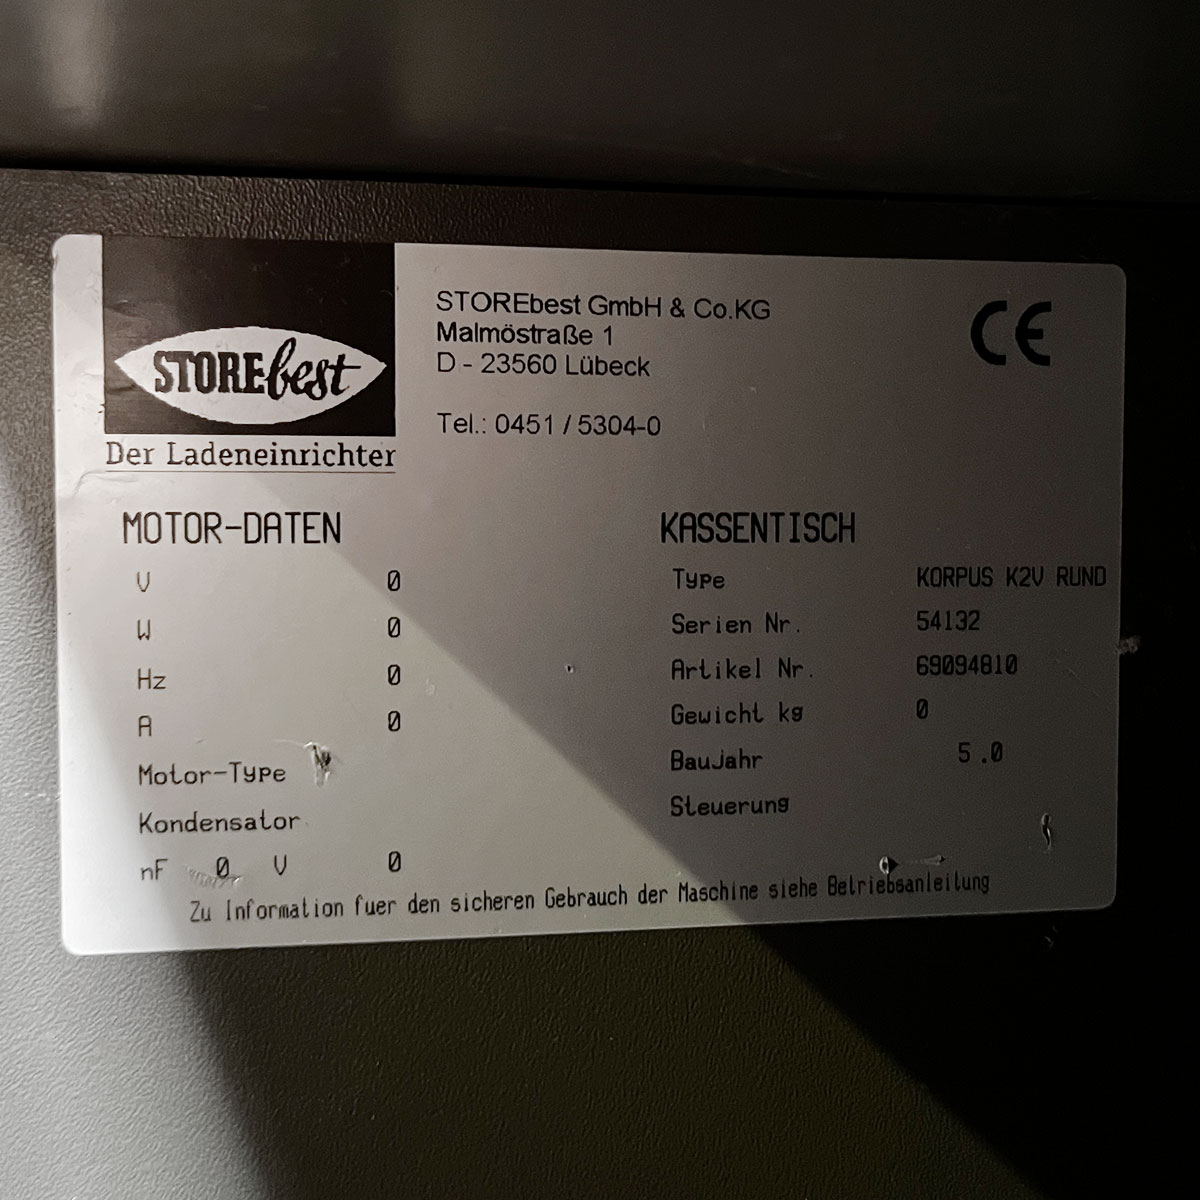 STOREbest
Der Ladeneinrichter
STOREbest GmbH & Co.KG
Malmöstraße 1
D - 23560 Lübeck
Tel.: 0451 / 5304-0
CE
MOTOR-DATEN
V 0
W 0
Hz 0
A 0
Motor-Type
Kondensator
nF 0 V 0
KASSENTISCH
Type KORPUS K2V RUND
Serien Nr. 54132
Artikel Nr. 69094810
Gewicht kg 0
Baujahr 5.0
Steuerung
Zu Information fuer den sicheren Gebrauch der Maschine siehe Betriebsanleitung